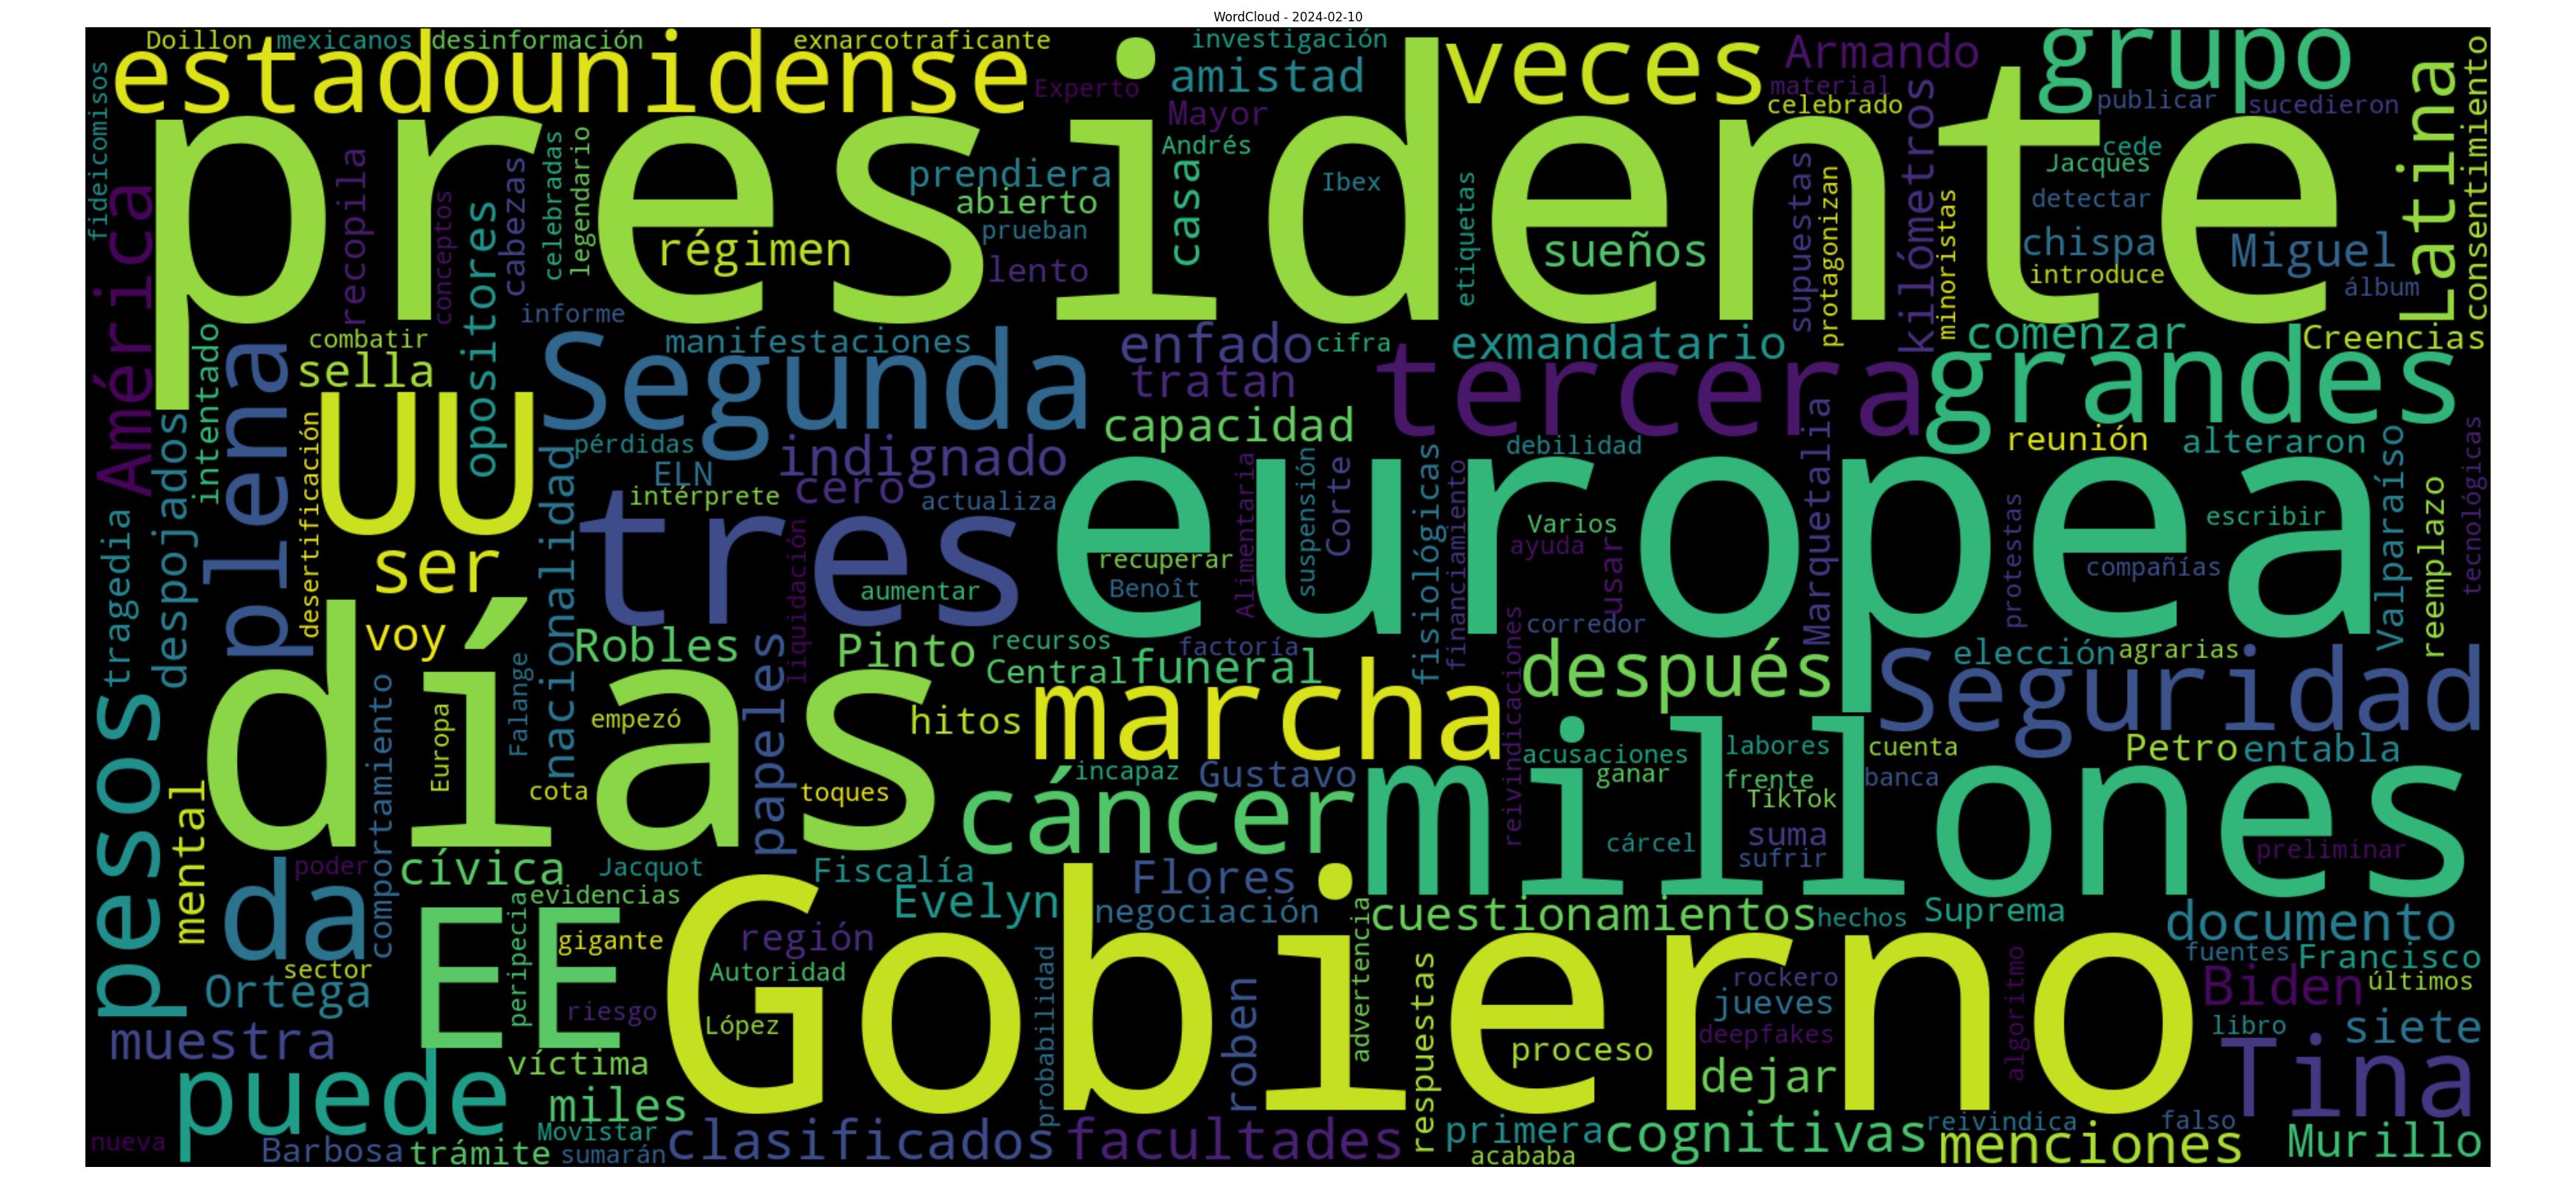 WordCloud - 2024-02-10
Doillon mexicanos desinformación exnarcotraficante investigación
estadounidense Experto amistad veces Armando grupo
material celebrado publicar sucedieron
Mayor Andrés
presidente
fideicomisos América recopila conceptos opositores cabezas celebradas legendario
prendiera abierto prueban régimen lento casa Ibex
etiquetas sueños supuestas protagonizan kilómetros minoristas
cede Jacques detectar chispa introduce Miguel álbum Latina consentimiento
informe combatir sella intentado plena
Segunda manifestaciones enfado cifra tratan exmandatario tercera comenzar grandes Creencias
capacidad reunión alteraron
UU pérdidas ELN indignado cero debilidad
intérprete actualiza
tragedia despojados desertificación nacionalidad
ser tres europea
recuperar Benoît aumentar liquidación Alimentaria suspensión Corte fisiológicas financiamiento
Varios ayuda usar Marquetalia protestas escribir compañías Valparaíso reemplazo tecnológicas
voy Robles Pinto recursos factoría corredor
Central funeral después elección agrarias Seguridad
días Falange empezó cota Europa papeles toques hitos marcha
pesos mental comportamiento
incapaz Gustavo cáncer millones
reivindicaciones acusaciones labores cuenta Petro entabla
ganar frente TikTok banca
cárcel suma sufrir preliminar
poder cívica Jacquot Fiscalía Flores
da evidencias Evelyn negociación cuestionamientos hechos Suprema documento
EE peripecia gigante región Gobierno
sector Ortega riesgo Autoridad López
fuentes Francisco Biden últimos
rockero jueves deepfakes algoritmo libro siete
muestra víctima probabilidad roben advertencia respuestas proceso dejar Tina
puede miles
nueva Barbosa trámite Movistar sumarán clasificados facultades primera acababa cognitivas reivindica falso menciones Murillo